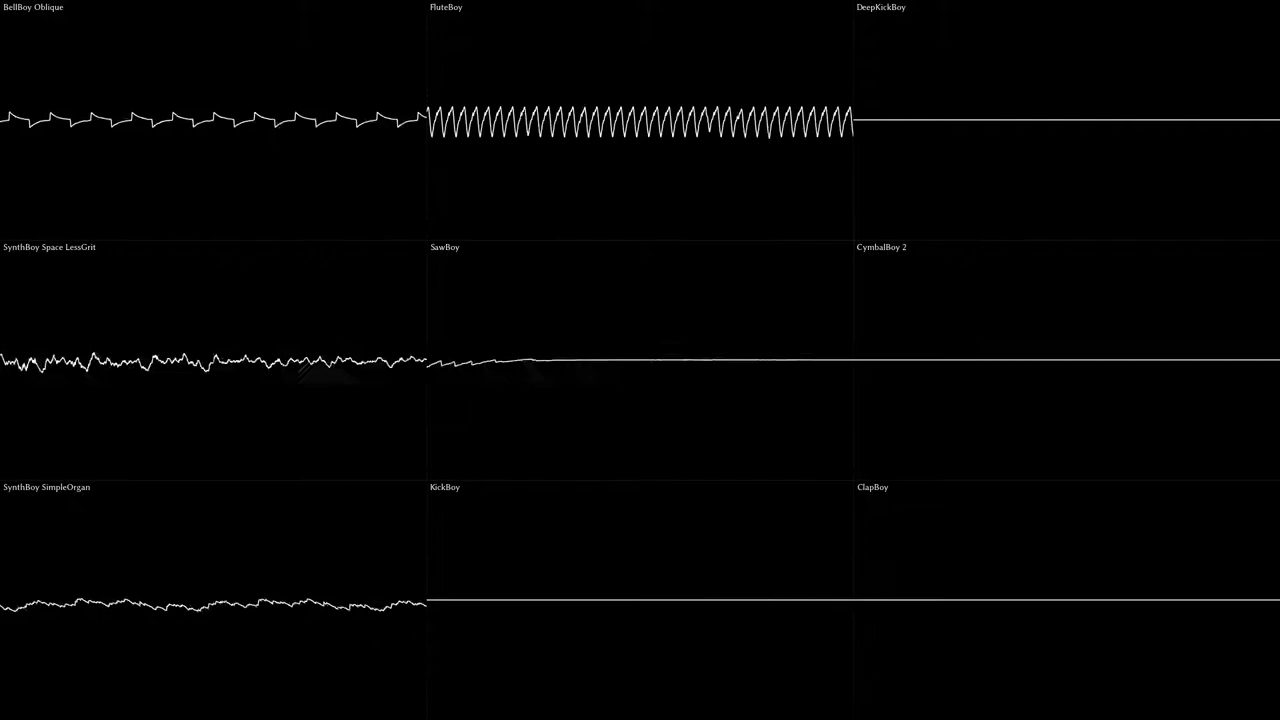 BellBoy Oblique
FluteBoy
DeepKickBoy
SynthBoy Space LessGrit
SawBoy
CymbalBoy 2
SynthBoy SimpleOrgan
KickBoy
ClapBoy